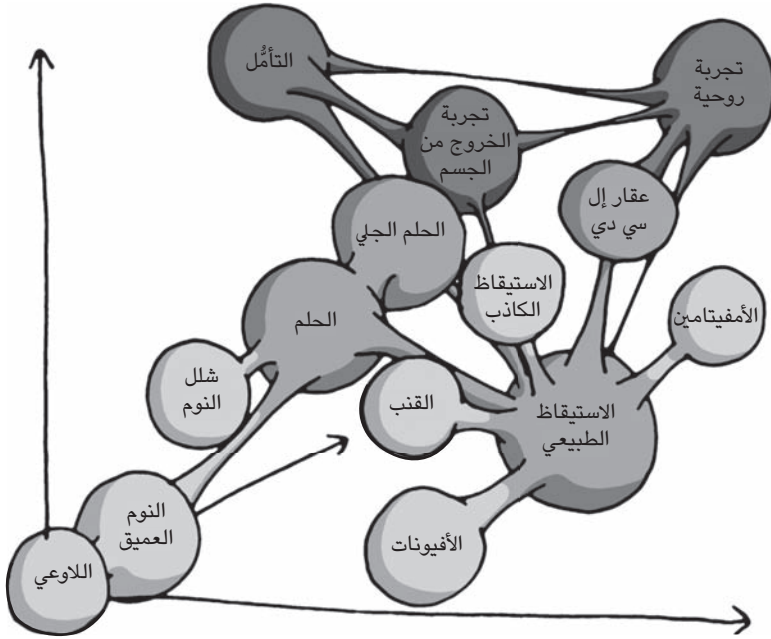 التأمُّل
تجربة
روحية
تجربة
الخروج من
الجسم
عقار إل
سي دي
الحلم الجلي
الاستيقاظ
الكاذب
الأمفيتامين
الحلم
شلل
النوم
القنب
الاستيقاظ
الطبيعي
النوم
العميق
الأفيونات
اللاوعي